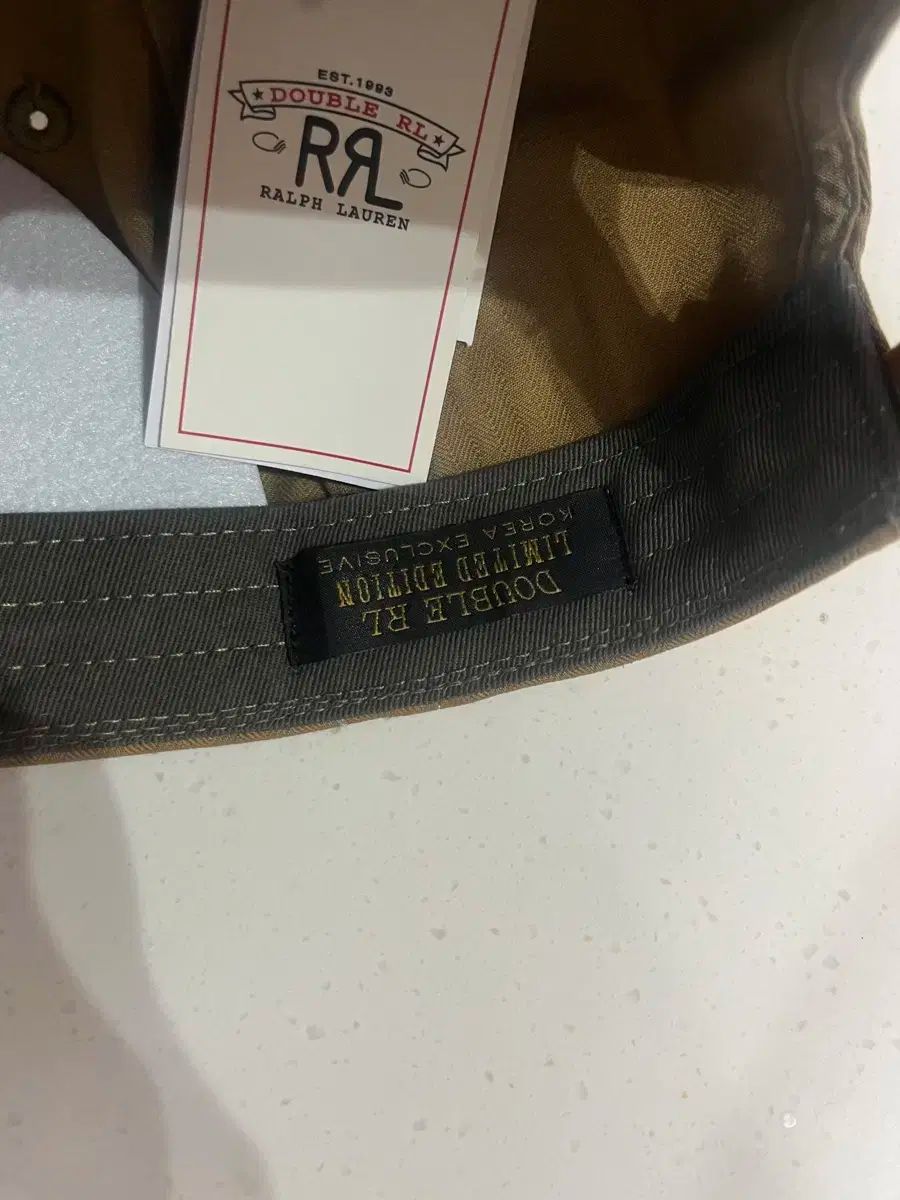 EST.1993
DOUBLE RL
RRL
RALPH LAUREN
DOUBLE RL
LIMITED EDITION
KOREA EXCLUSIVE